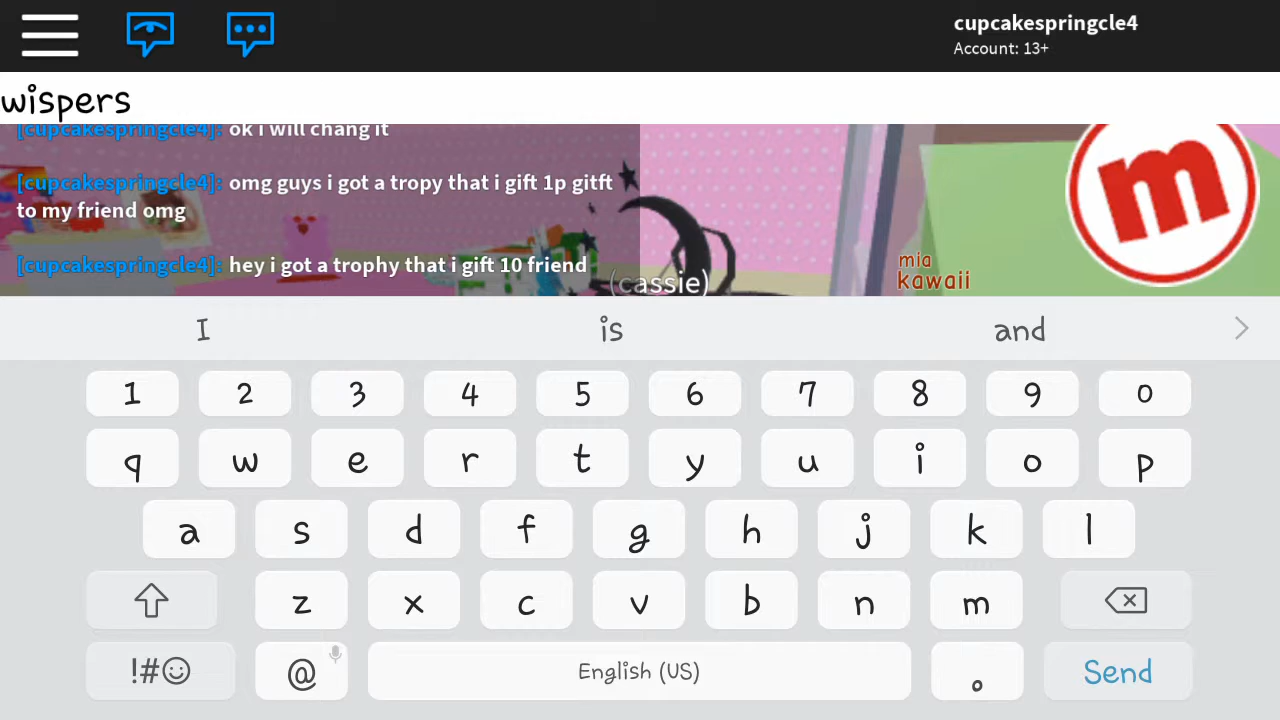 cupcakespringcle4
Account: 13+
wispers
[cupcakespringcle4]: ok i will chang it
[cupcakespringcle4]: omg guys i got a tropy that i gift 1p gitft
to my friend omg
[cupcakespringcle4]: hey i got a trophy that i gift 10 friend
(cassie)
m
mia
kawaii
I is and
1 2 3 4 5 6 7 8 9 0
q w e r t y u i o p
a s d f g h j k l
z x c v b n m
!#☺ @ English (US) . Send